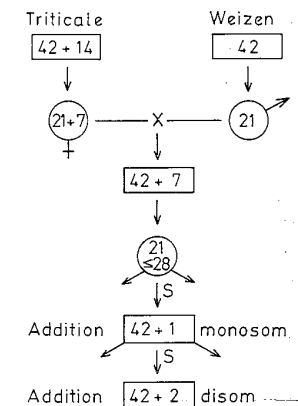 Triticale Weizen
42 + 14 42
21+7 X 21
42 + 7
21
≤28
S
Addition 42 + 1 monosom
S
Addition 42 + 2 disom